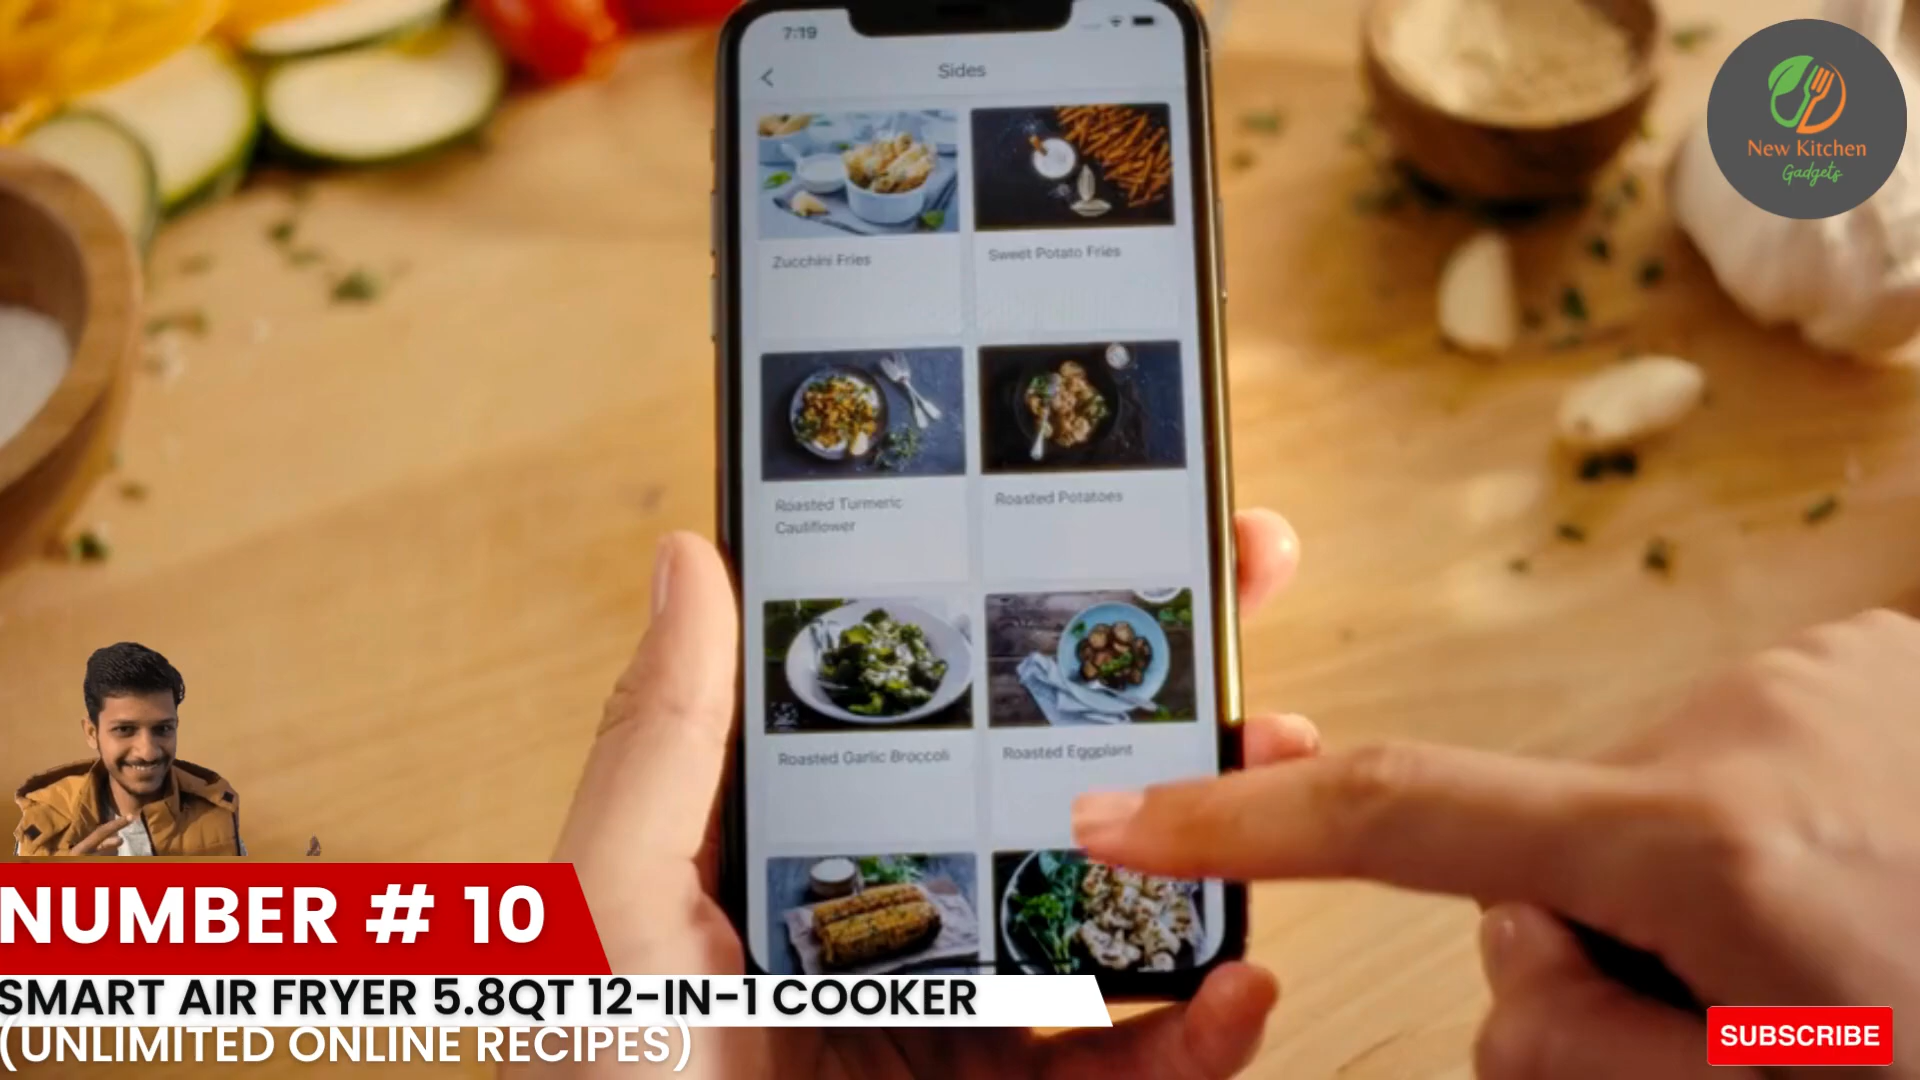 7:19
Sides
Zucchini Fries
Sweet Potato Fries
Roasted Turmeric
Cauliflower
Roasted Potatoes
Roasted Garlic Broccoli
Roasted Eggplant
New Kitchen
Gadgets
NUMBER # 10
SMART AIR FRYER 5.8QT 12-IN-1 COOKER
(UNLIMITED ONLINE RECIPES)
SUBSCRIBE